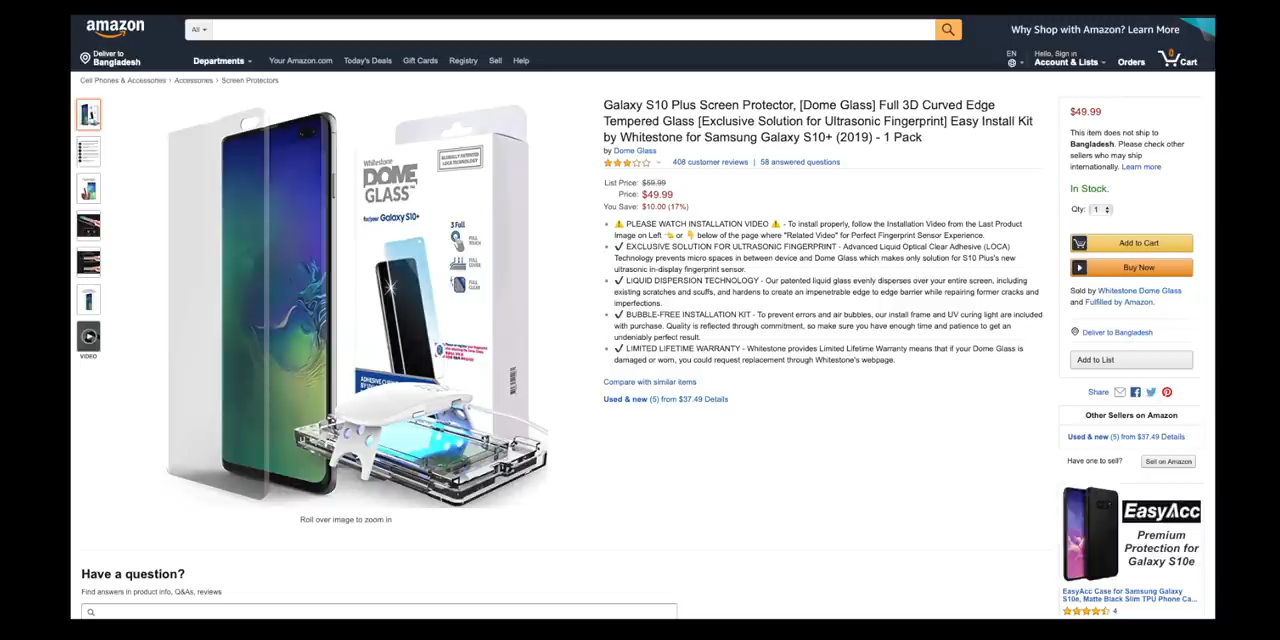 amazon
All
Why Shop with Amazon? Learn More
Deliver to
Bangladesh
Departments
Your Amazon.com
Today's Deals
Gift Cards
Registry
Sell
Help
EN
Hello, Sign in
Account & Lists
Orders
0
Cart
Cell Phones & Accessories › Accessories › Screen Protectors
Galaxy S10 Plus Screen Protector, [Dome Glass] Full 3D Curved Edge
Tempered Glass [Exclusive Solution for Ultrasonic Fingerprint] Easy Install Kit
by Whitestone for Samsung Galaxy S10+ (2019) - 1 Pack
by Dome Glass
408 customer reviews | 58 answered questions
List Price: $59.99
Price: $49.99
You Save: $10.00 (17%)
⚠️ PLEASE WATCH INSTALLATION VIDEO ⚠️ - To install properly, follow the Installation Video from the Last Product
Image on Left 👈 or 👇 below of the page where "Related Video" for Perfect Fingerprint Sensor Experience.
✔ EXCLUSIVE SOLUTION FOR ULTRASONIC FINGERPRINT - Advanced Liquid Optical Clear Adhesive (LOCA)
Technology prevents micro spaces in between device and Dome Glass which makes only solution for S10 Plus's new
ultrasonic in-display fingerprint sensor.
✔ LIQUID DISPERSION TECHNOLOGY - Our patented liquid glass evenly disperses over your entire screen, including
existing scratches and scuffs, and hardens to create an impenetrable edge to edge barrier while repairing former cracks and
imperfections.
✔ BUBBLE-FREE INSTALLATION KIT - To prevent errors and air bubbles, our install frame and UV curing light are included
with purchase. Quality is reflected through commitment, so make sure you have enough time and patience to get an
undeniably perfect result.
✔ LIMITED LIFETIME WARRANTY - Whitestone provides Limited Lifetime Warranty means that if your Dome Glass is
damaged or worn, you could request replacement through Whitestone's webpage.
Compare with similar items
Used & new (5) from $37.49 Details
$49.99
This item does not ship to
Bangladesh. Please check other
sellers who may ship
internationally. Learn more
In Stock.
Qty: 1
Add to Cart
Buy Now
Sold by Whitestone Dome Glass
and Fulfilled by Amazon.
Deliver to Bangladesh
Add to List
Share
Other Sellers on Amazon
Used & new (5) from $37.49 Details
Have one to sell?
Sell on Amazon
EasyAcc
Premium
Protection for
Galaxy S10e
EasyAcc Case for Samsung Galaxy
S10e, Matte Black Slim TPU Phone Ca...
4
VIDEO
Whitestone
DOME
GLASS™
for/pour Galaxy S10+
3 Full
FULL
TOUCH
FULL
COVER
FULL
CLEAR
Roll over image to zoom in
Have a question?
Find answers in product info, Q&As, reviews